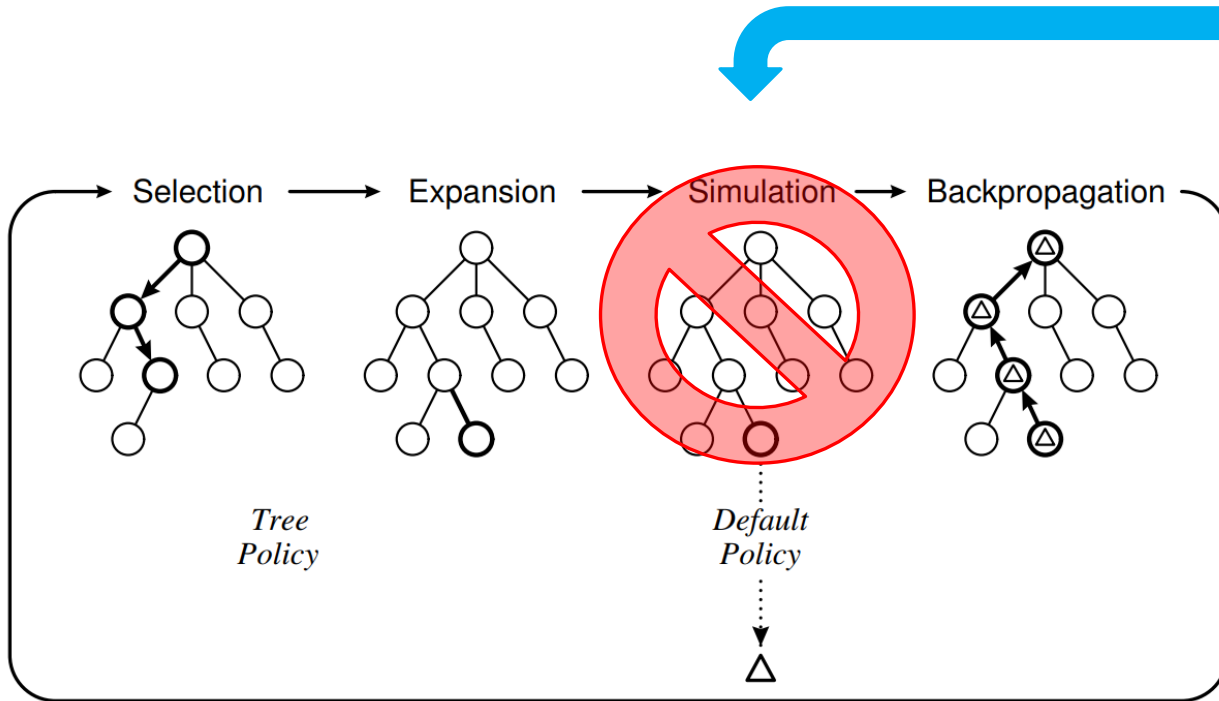 Selection
Expansion
Simulation
Backpropagation
Tree
Policy
Default
Policy